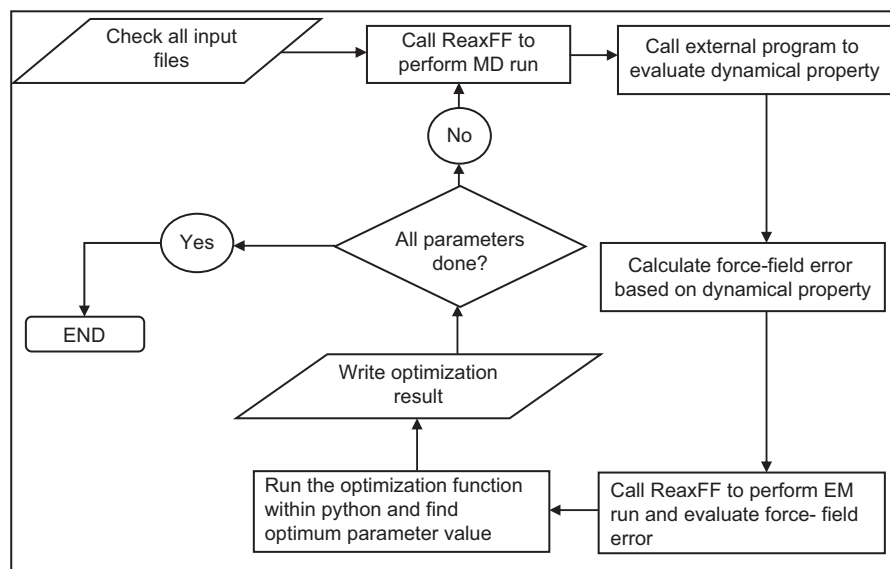 Check all input
files
Call ReaxFF to
perform MD run
Call external program to
evaluate dynamical property
No
Yes
All parameters
done?
Calculate force-field error
based on dynamical property
END
Write optimization
result
Run the optimization function
within python and find
optimum parameter value
Call ReaxFF to perform EM
run and evaluate force- field
error